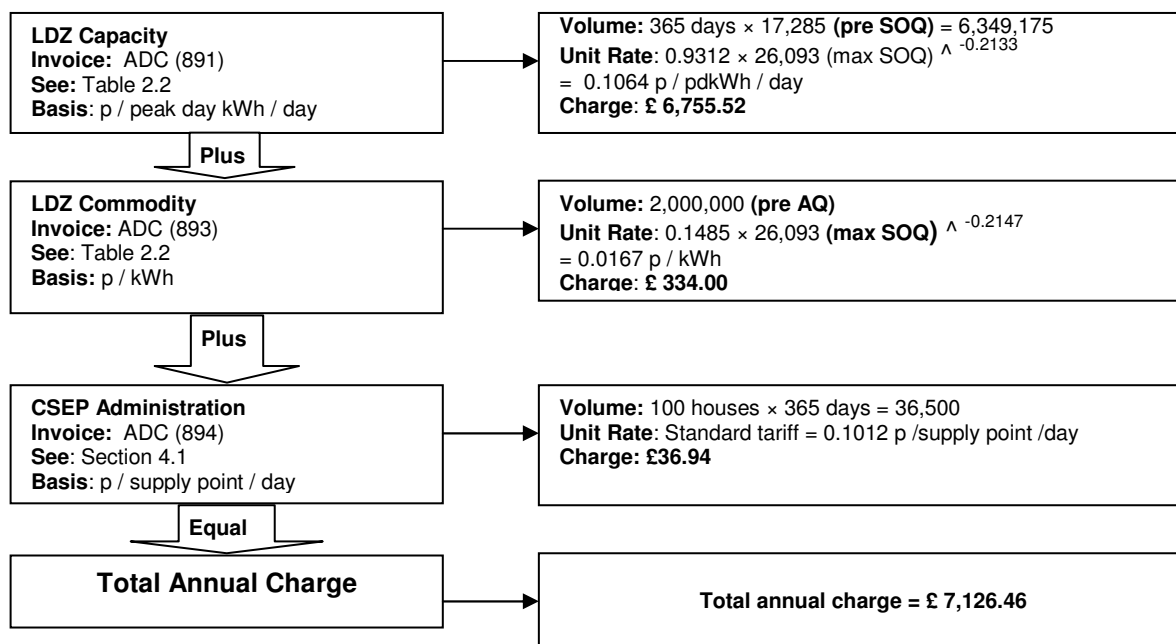 LDZ Capacity
Invoice: ADC (891)
See: Table 2.2
Basis: p / peak day kWh / day
Volume: 365 days × 17,285 (pre SOQ) = 6,349,175
Unit Rate: 0.9312 × 26,093 (max SOQ) ^ -0.2133
= 0.1064 p / pdkWh / day
Charge: £ 6,755.52
Plus
LDZ Commodity
Invoice: ADC (893)
See: Table 2.2
Basis: p / kWh
Volume: 2,000,000 (pre AQ)
Unit Rate: 0.1485 × 26,093 (max SOQ) ^ -0.2147
= 0.0167 p / kWh
Charge: £ 334.00
Plus
CSEP Administration
Invoice: ADC (894)
See: Section 4.1
Basis: p / supply point / day
Volume: 100 houses × 365 days = 36,500
Unit Rate: Standard tariff = 0.1012 p /supply point /day
Charge: £36.94
Equal
Total Annual Charge
Total annual charge = £ 7,126.46